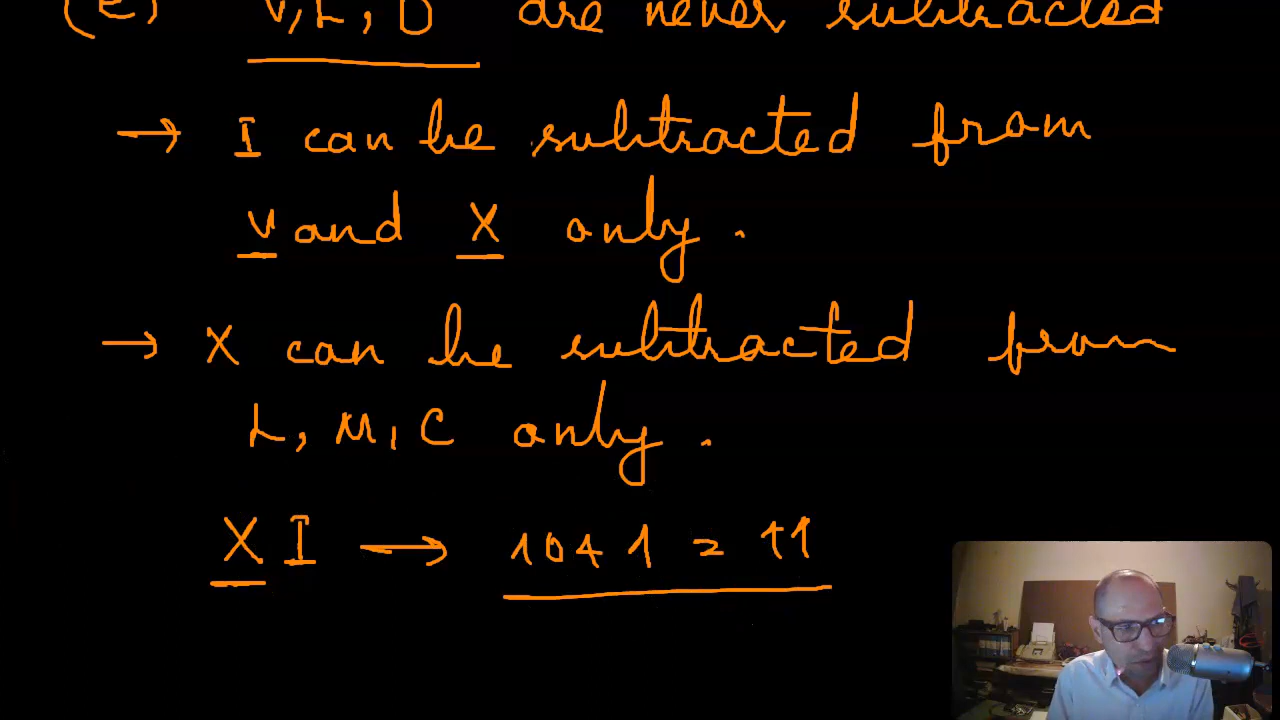 (e) V, L, D are never subtracted
→ I can be subtracted from
V and X only.
→ X can be subtracted from
L, M, C only.
XI → 10+1 = 11